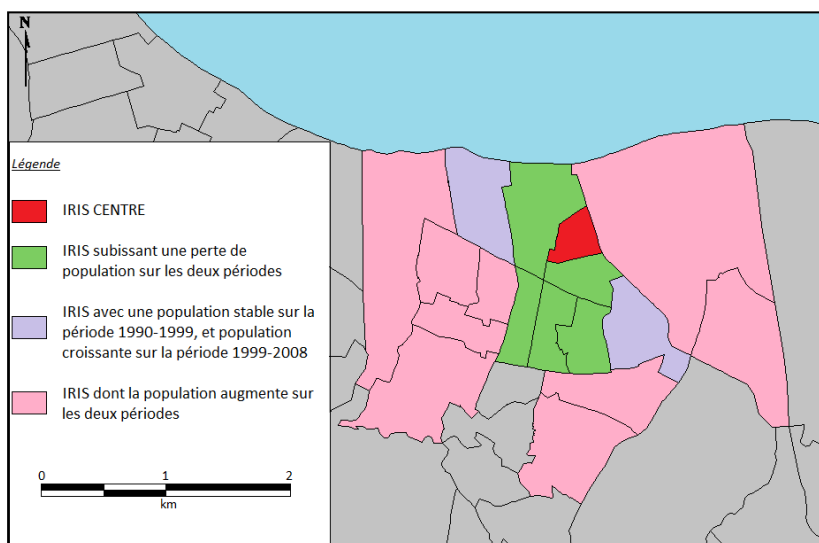 N
Légende
IRIS CENTRE
IRIS subissant une perte de
population sur les deux périodes
IRIS avec une population stable sur la
période 1990-1999, et population
croissante sur la période 1999-2008
IRIS dont la population augmente sur
les deux périodes
0 1 2
km